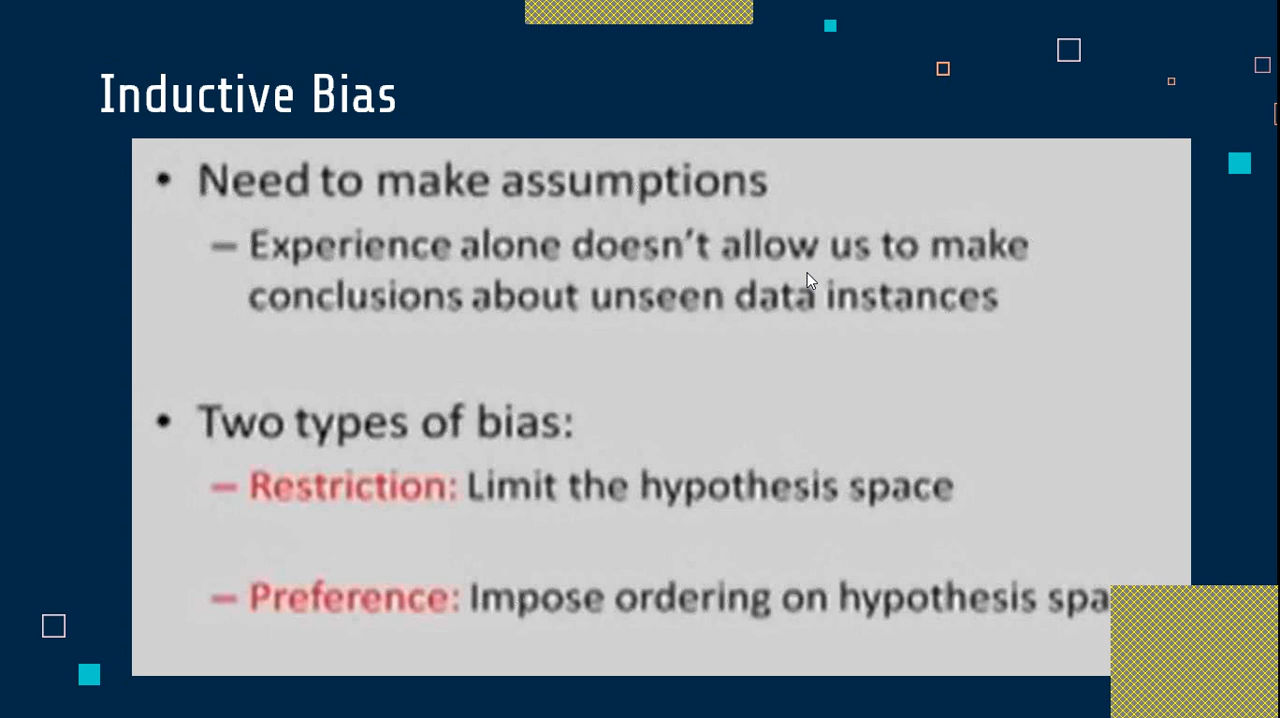 Inductive Bias
• Need to make assumptions
– Experience alone doesn't allow us to make
conclusions about unseen data instances
• Two types of bias:
– Restriction: Limit the hypothesis space
– Preference: Impose ordering on hypothesis